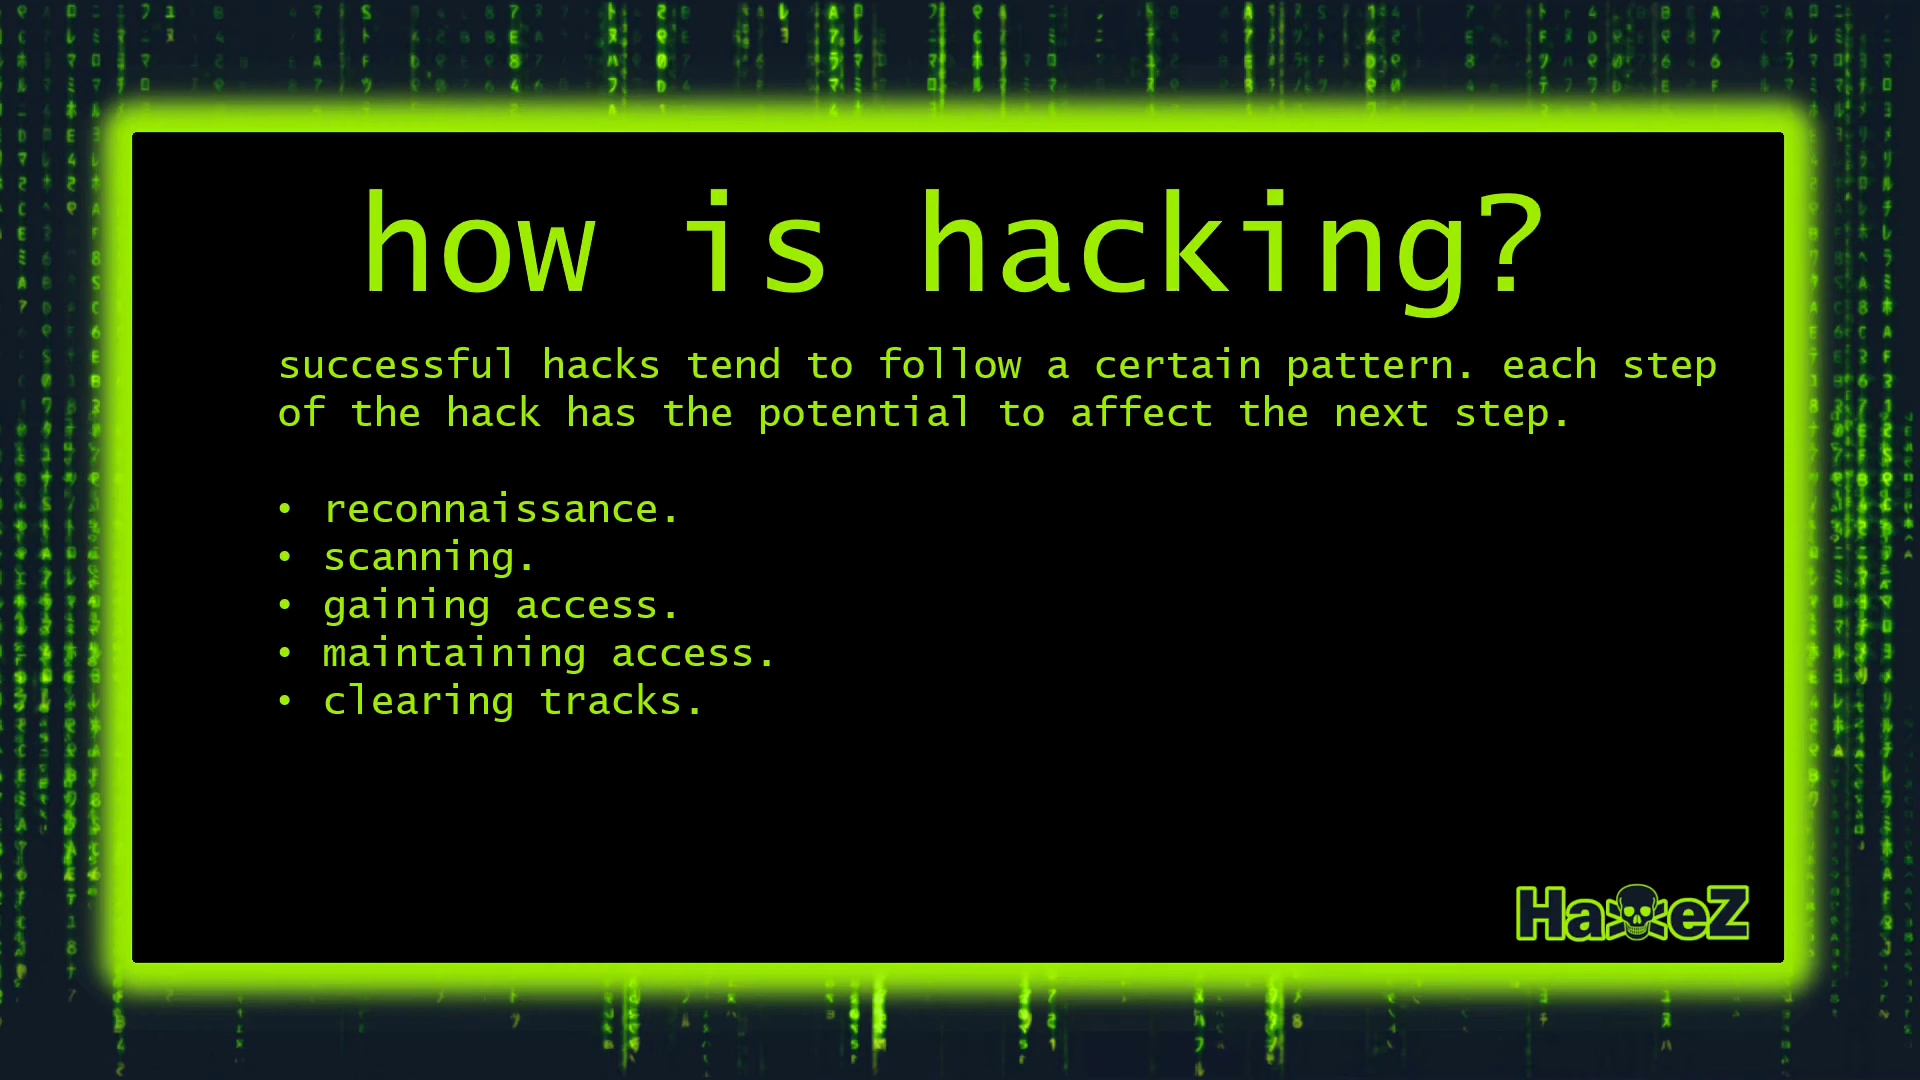 how is hacking?
successful hacks tend to follow a certain pattern. each step
of the hack has the potential to affect the next step.
• reconnaissance.
• scanning.
• gaining access.
• maintaining access.
• clearing tracks.
HaxeZ